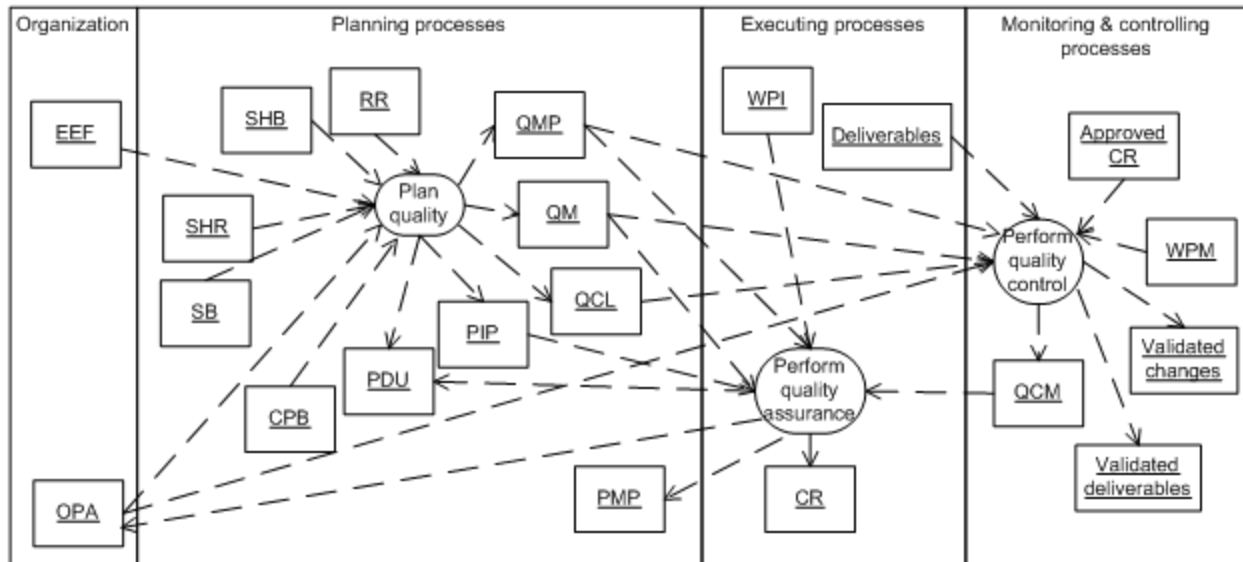 Organization
Planning processes
Executing processes
Monitoring & controlling
processes
EEF
SHB
RR
QMP
WPI
Deliverables
Approved
CR
Plan
quality
SHR
QM
Perform
quality
control
WPM
SB
QCL
PIP
PDU
CPB
Perform
quality
assurance
QCM
Validated
changes
OPA
PMP
CR
Validated
deliverables